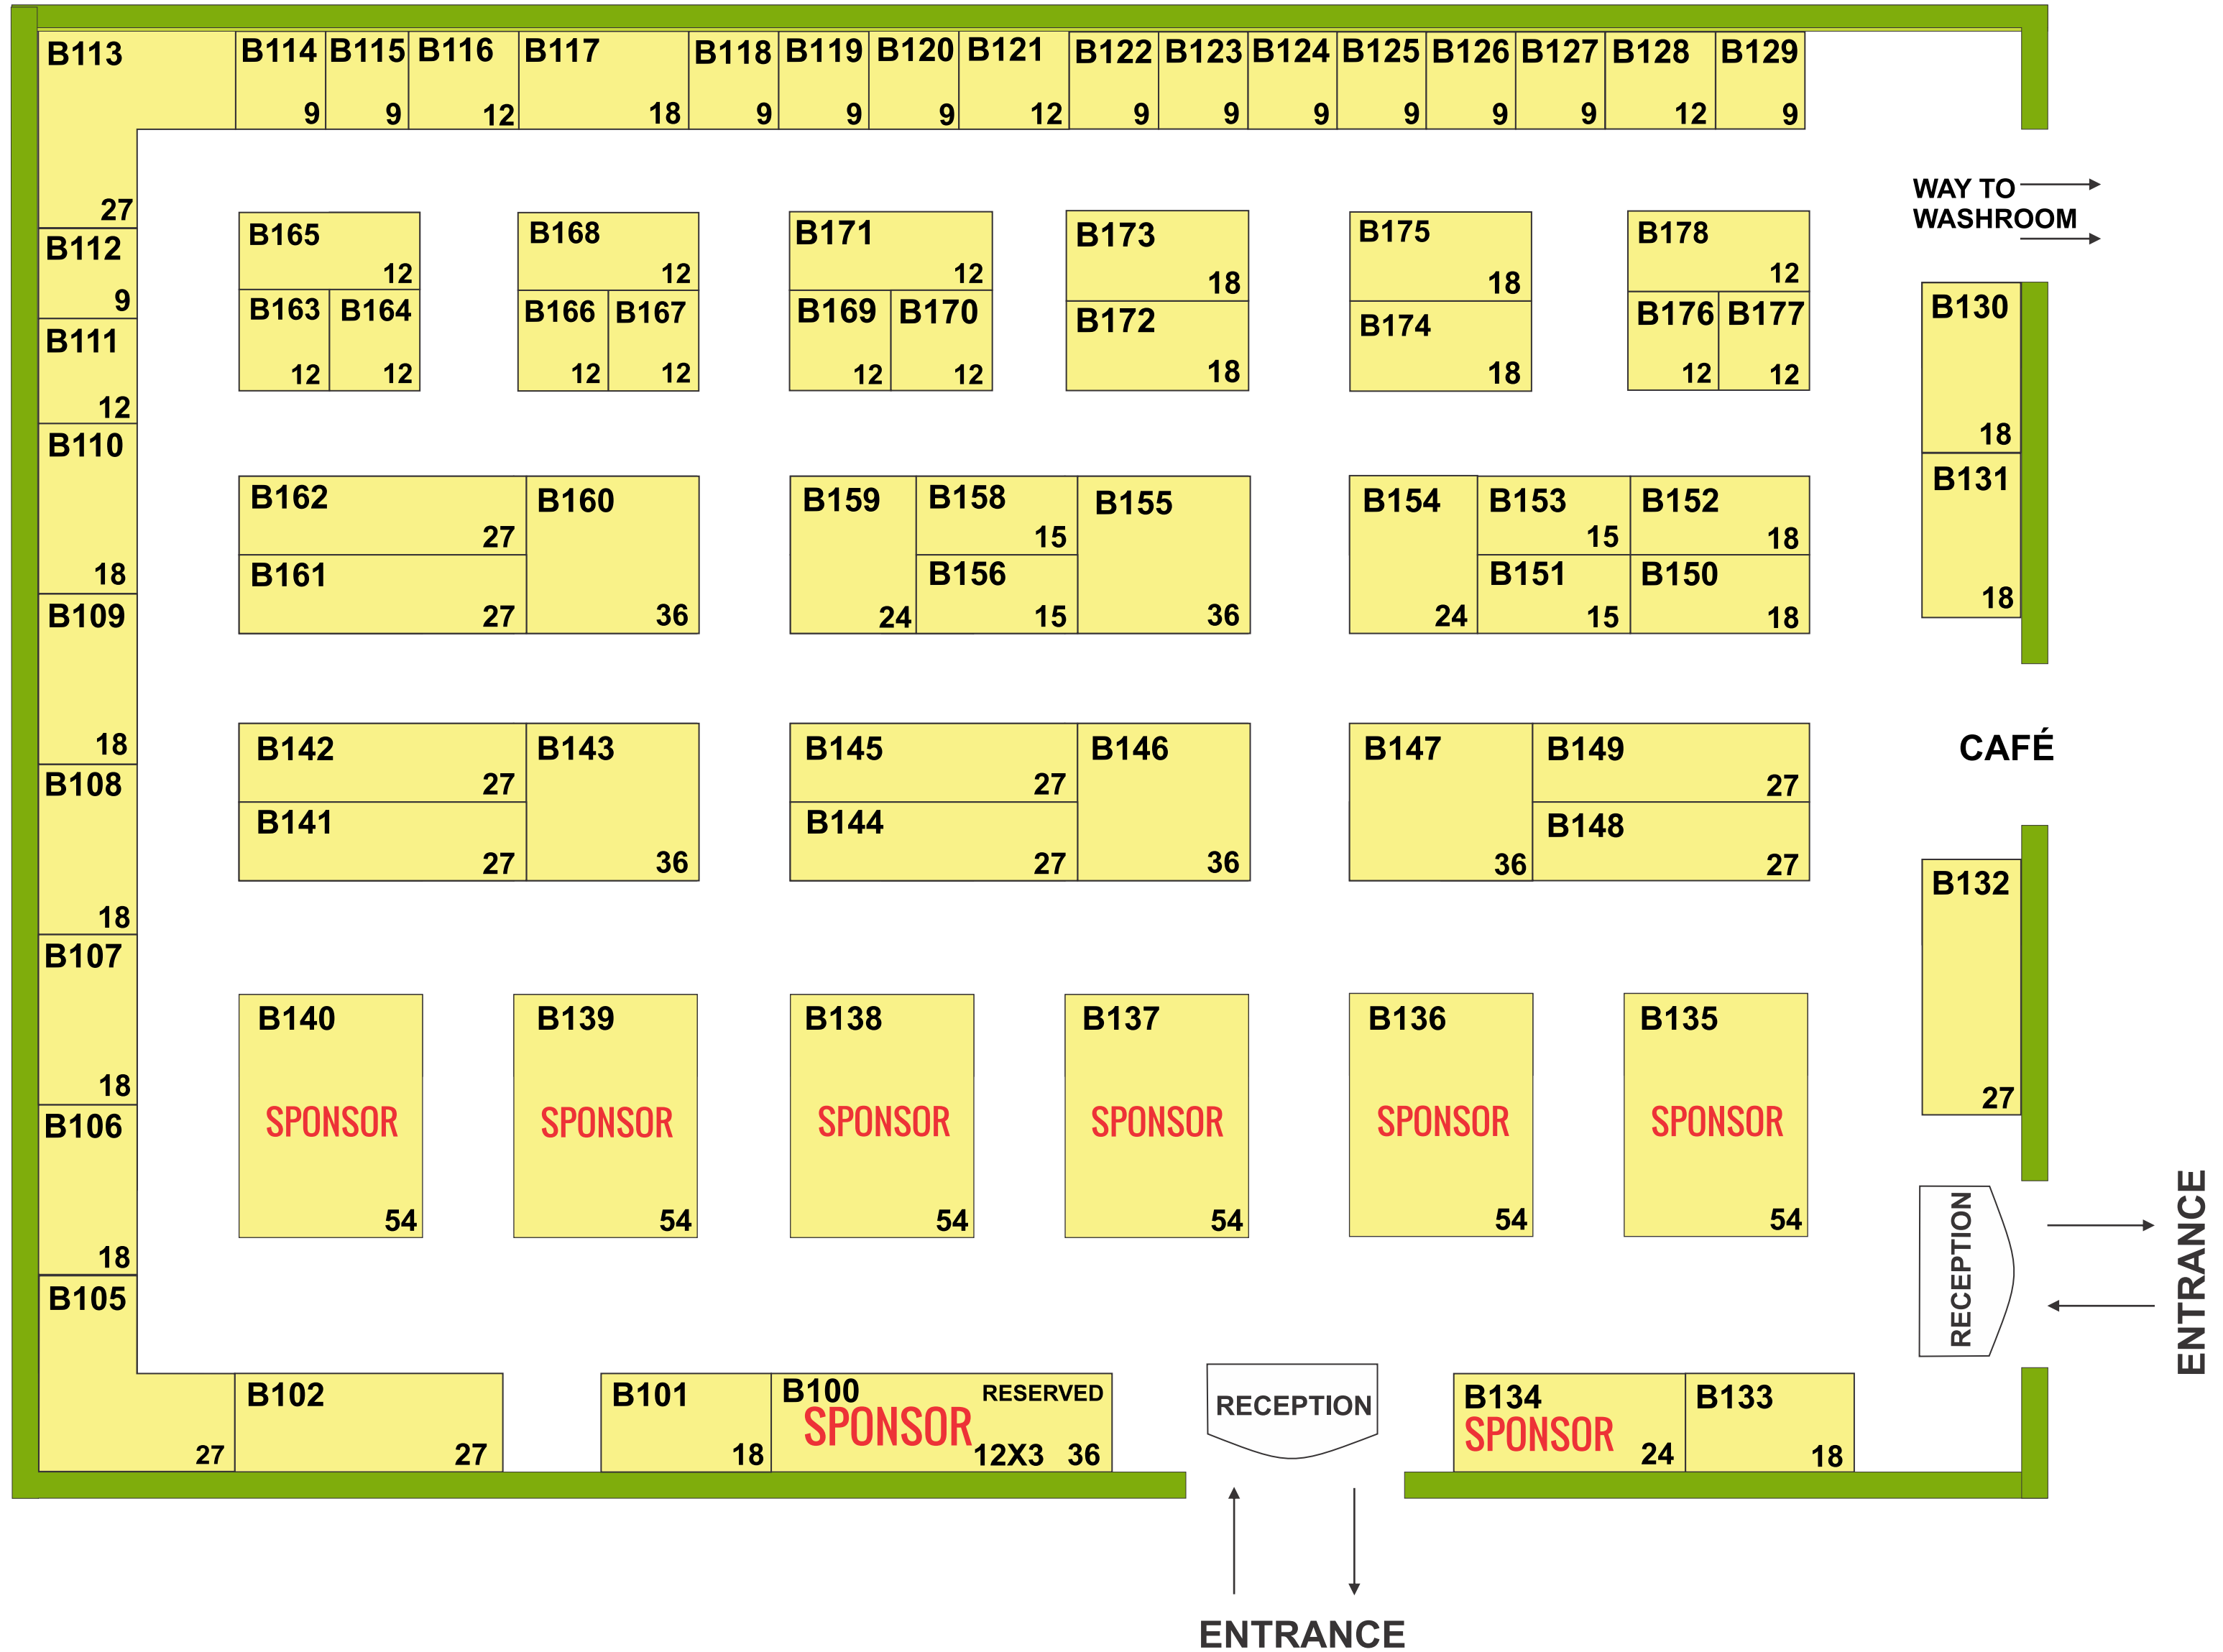 B113
B114
B115
B116
B117
B118
B119
B120
B121
B122
B123
B124
B125
B126
B127
B128
B129
9
9
12
18
9
9
9
12
9
9
9
9
9
9
12
9
27
WAY TO
WASHROOM
B112
9
B111
12
B110
18
B109
18
B108
18
B107
18
B106
18
B105
27
B165
12
B163
12
B164
12
B168
12
B166
12
B167
12
B171
12
B169
12
B170
12
B173
18
B172
18
B175
18
B174
18
B178
12
B176
12
B177
12
B130
18
B131
18
B162
27
B161
27
B160
36
B159
24
B158
15
B156
15
B155
36
B154
24
B153
15
B151
15
B152
18
B150
18
B142
27
B141
27
B143
36
B145
27
B144
27
B146
36
B147
36
B149
27
B148
27
CAFÉ
B132
27
B140
SPONSOR
54
B139
SPONSOR
54
B138
SPONSOR
54
B137
SPONSOR
54
B136
SPONSOR
54
B135
SPONSOR
54
RECEPTION
ENTRANCE
B102
27
B101
18
B100
RESERVED
SPONSOR
12X3 36
RECEPTION
B134
SPONSOR
24
B133
18
ENTRANCE